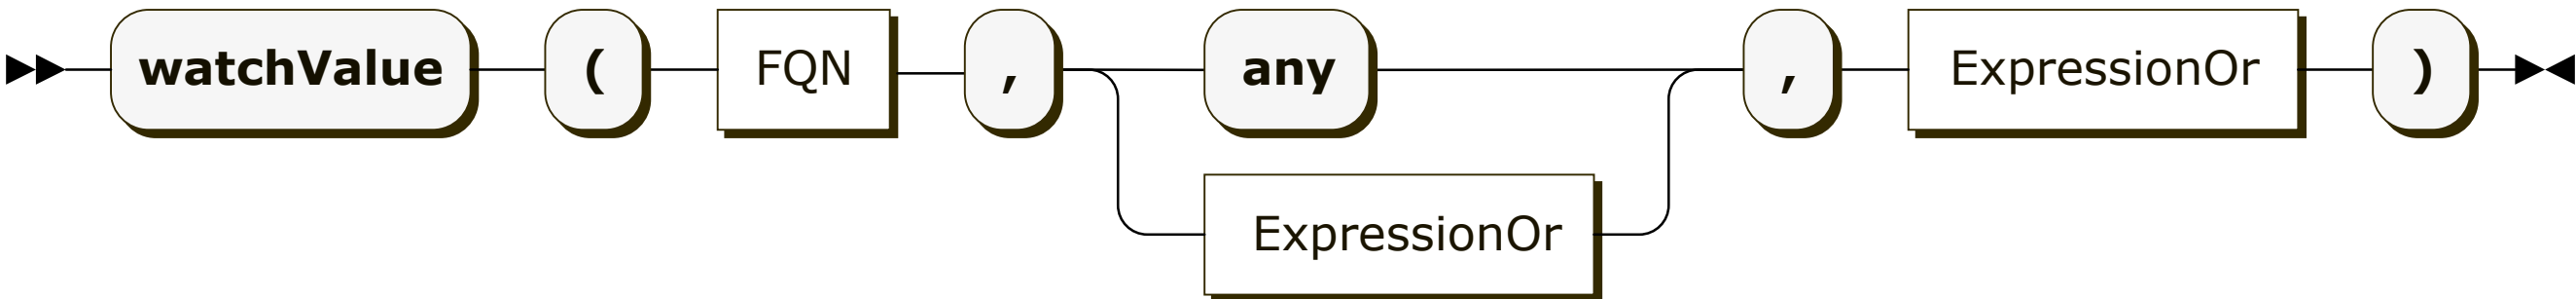 watchValue ( FQN , any , ExpressionOr )
ExpressionOr